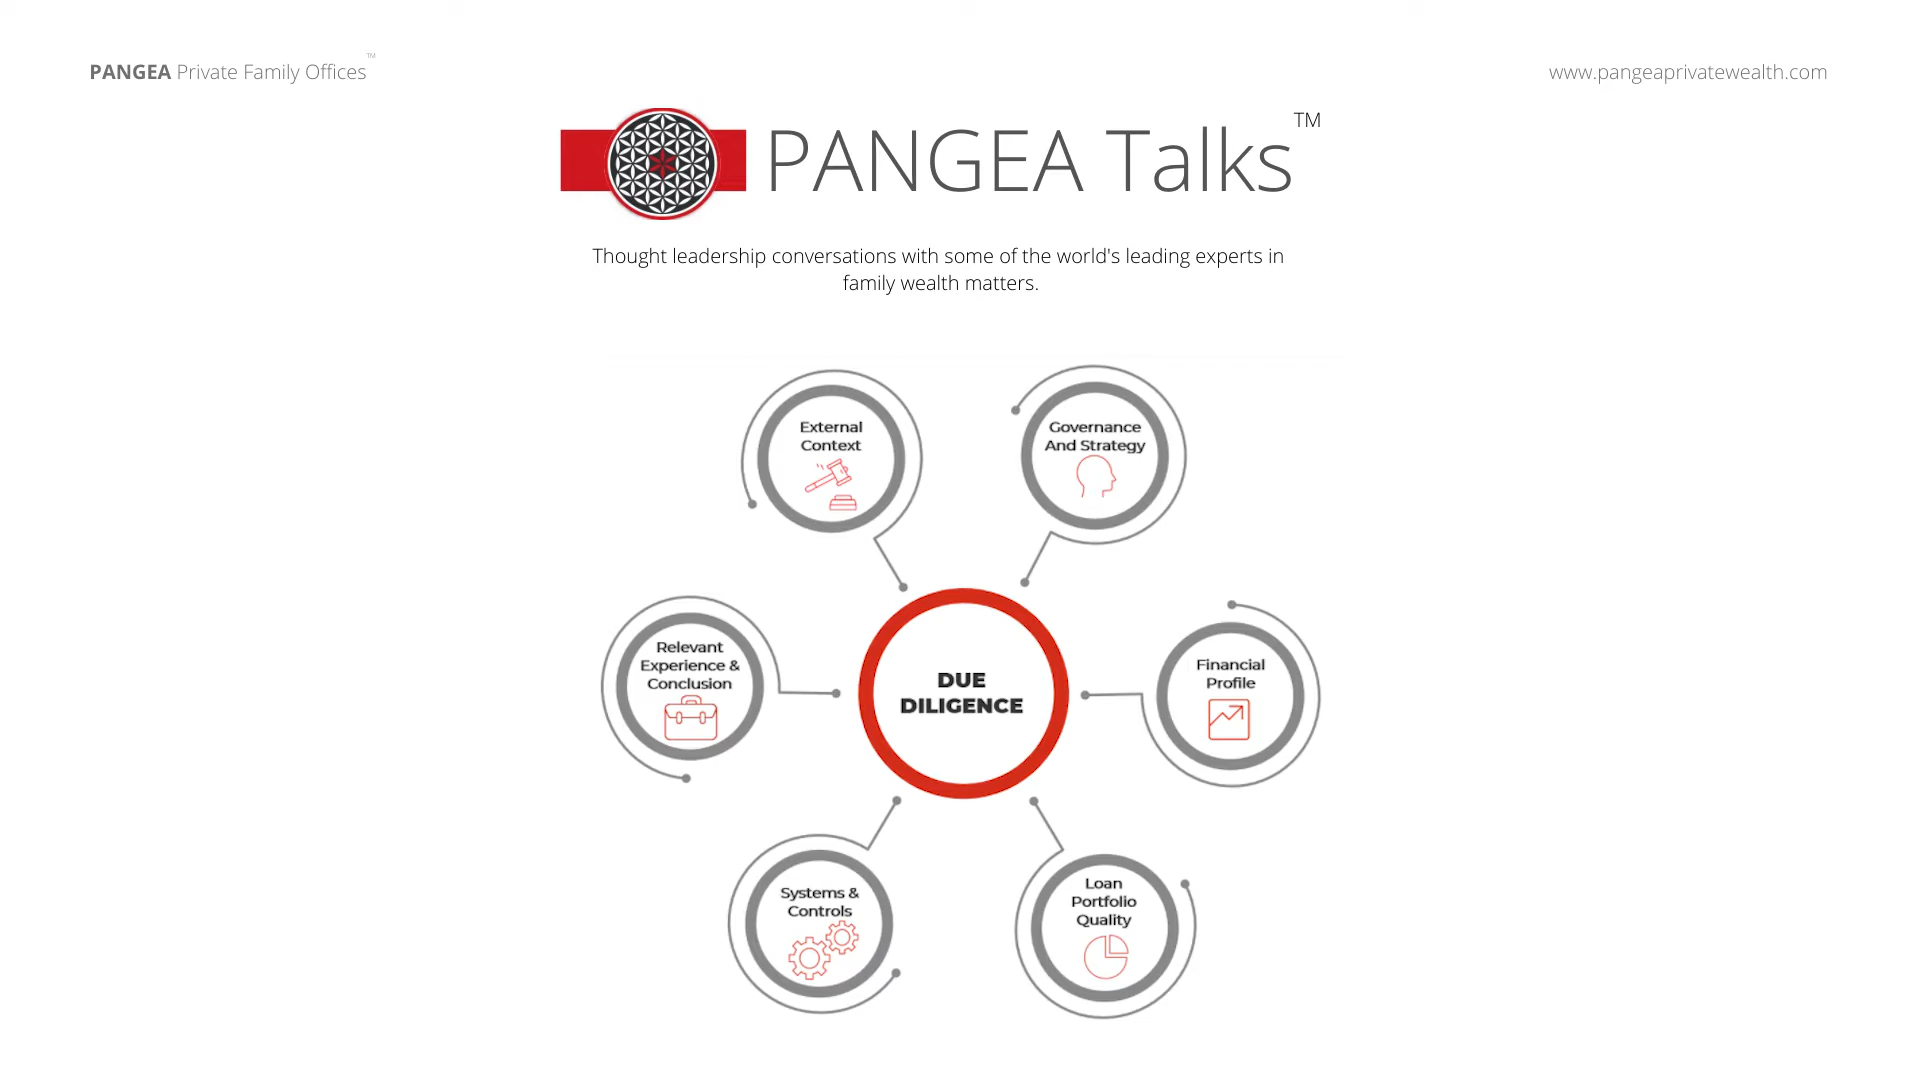 PANGEA Private Family Offices™
www.pangeaprivatewealth.com
PANGEA Talks™
Thought leadership conversations with some of the world's leading experts in
family wealth matters.
External
Context
Governance
And Strategy
Relevant
Experience &
Conclusion
DUE
DILIGENCE
Financial
Profile
Systems &
Controls
Loan
Portfolio
Quality